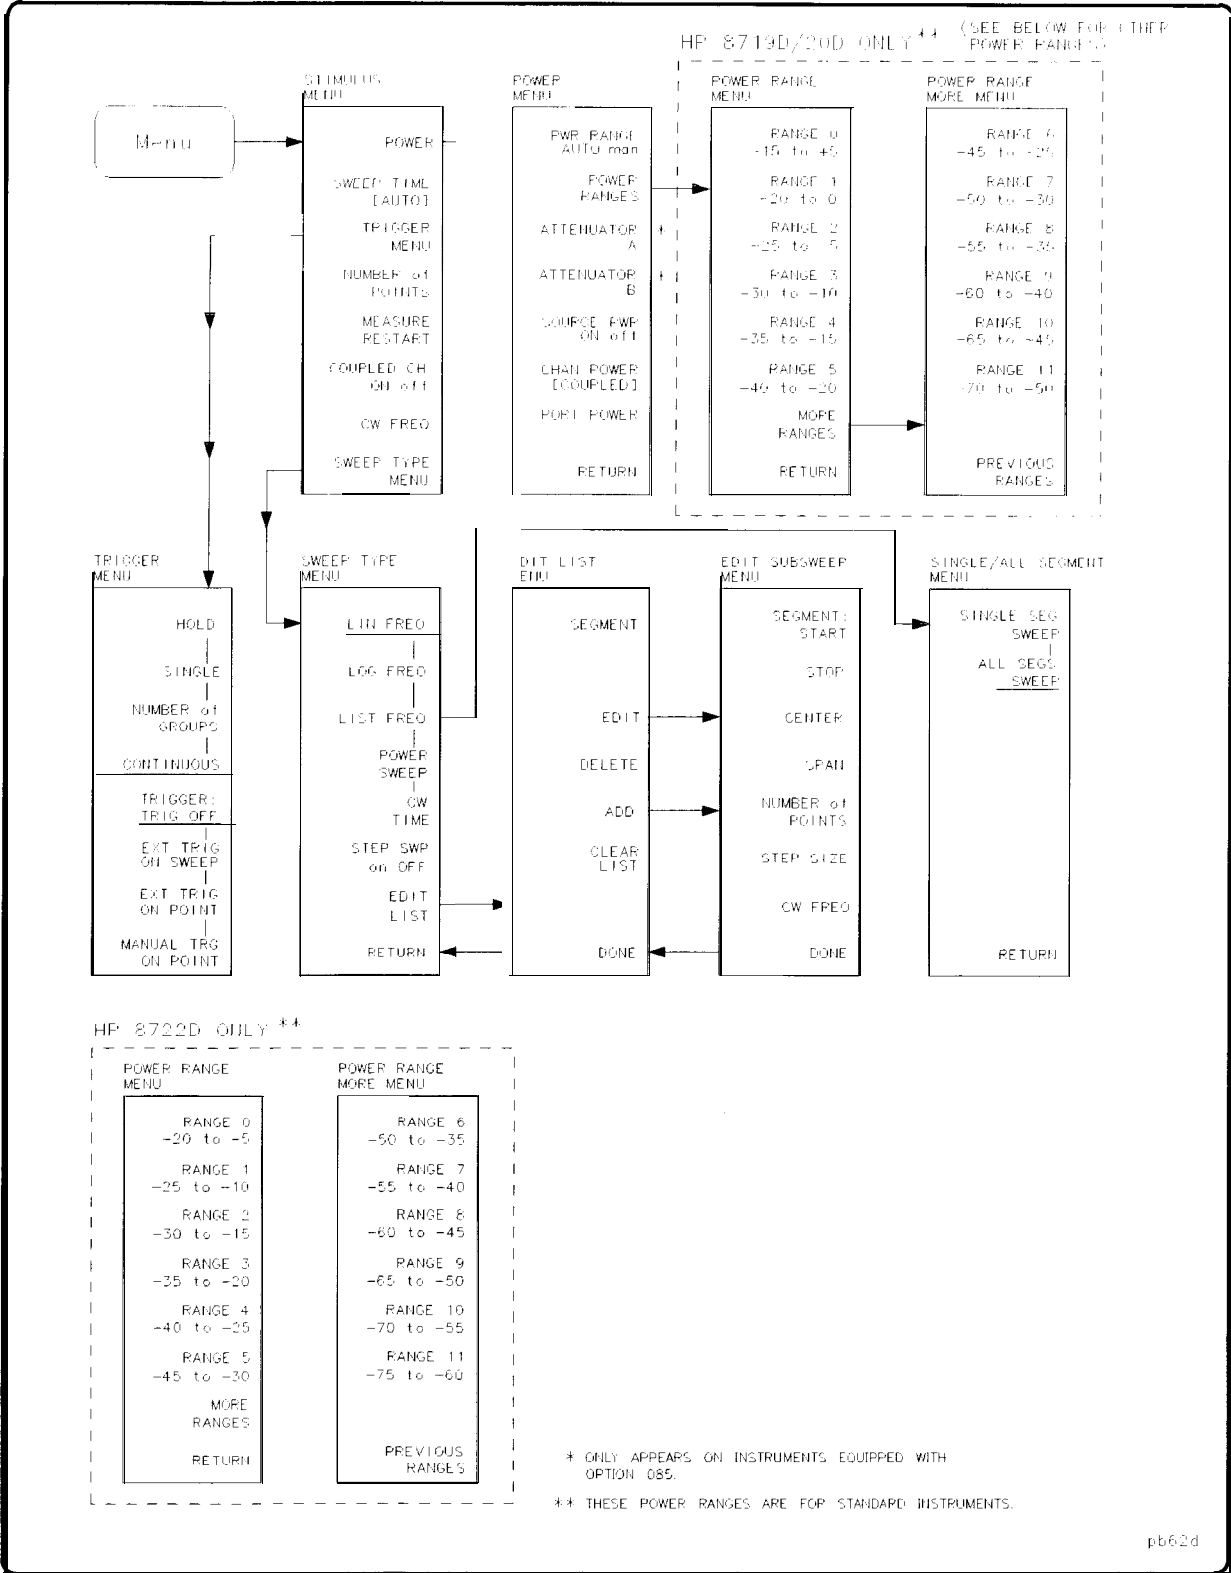 HP 8719D/20D ONLY ** (SEE BELOW FOR OTHER
POWER RANGES)
STIMULUS
MENU
POWER
MENU
POWER RANGE
MENU
POWER RANGE
MORE MENU
Menu
POWER
SWEEP TIME
[AUTO]
TRIGGER
MENU
NUMBER of
POINTS
MEASURE
RESTART
COUPLED CH
ON off
CW FREQ
SWEEP TYPE
MENU
PWR RANGE
AUTO man
POWER
RANGES
ATTENUATOR *
A
ATTENUATOR *
B
SOURCE PWR
ON off
CHAN POWER
[COUPLED]
PORT POWER
RETURN
RANGE 0
-15 to +5
RANGE 1
-20 to 0
RANGE 2
-25 to 5
RANGE 3
-30 to -10
RANGE 4
-35 to -15
RANGE 5
-40 to -20
MORE
RANGES
RETURN
RANGE 6
-45 to -25
RANGE 7
-50 to -30
RANGE 8
-55 to -35
RANGE 9
-60 to -40
RANGE 10
-65 to -45
RANGE 11
-70 to -50
PREVIOUS
RANGES
TRIGGER
MENU
HOLD
SINGLE
NUMBER of
GROUPS
CONTINUOUS
TRIGGER:
TRIG OFF
EXT TRIG
ON SWEEP
EXT TRIG
ON POINT
MANUAL TRG
ON POINT
SWEEP TYPE
MENU
LIN FREQ
LOG FREQ
LIST FREQ
POWER
SWEEP
CW
TIME
STEP SWP
on OFF
EDIT
LIST
RETURN
DIT LIST
ENU
SEGMENT
EDIT
DELETE
ADD
CLEAR
LIST
DONE
EDIT SUBSWEEP
MENU
SEGMENT:
START
STOP
CENTER
SPAN
NUMBER of
POINTS
STEP SIZE
CW FREQ
DONE
SINGLE/ALL SEGMENT
MENU
SINGLE SEG
SWEEP
ALL SEGS
SWEEP
RETURN
HP 8722D ONLY **
POWER RANGE
MENU
RANGE 0
-20 to -5
RANGE 1
-25 to -10
RANGE 2
-30 to -15
RANGE 3
-35 to -20
RANGE 4
-40 to -25
RANGE 5
-45 to -30
MORE
RANGES
RETURN
POWER RANGE
MORE MENU
RANGE 6
-50 to -35
RANGE 7
-55 to -40
RANGE 8
-60 to -45
RANGE 9
-65 to -50
RANGE 10
-70 to -55
RANGE 11
-75 to -60
PREVIOUS
RANGES
* ONLY APPEARS ON INSTRUMENTS EQUIPPED WITH
OPTION 085.
** THESE POWER RANGES ARE FOR STANDARD INSTRUMENTS.
pb62d